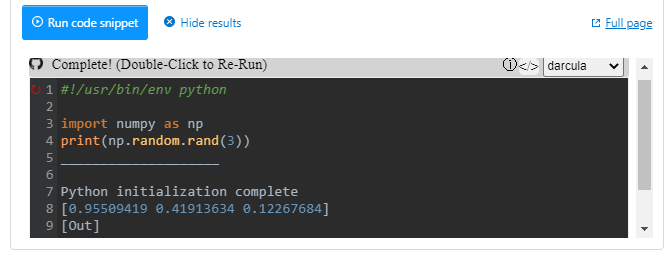 Run code snippet Hide results Full page
Complete! (Double-Click to Re-Run) ⓘ</> darcula
1 #!/usr/bin/env python
2
3 import numpy as np
4 print(np.random.rand(3))
5 ____________________
6
7 Python initialization complete
8 [0.95509419 0.41913634 0.12267684]
9 [Out]